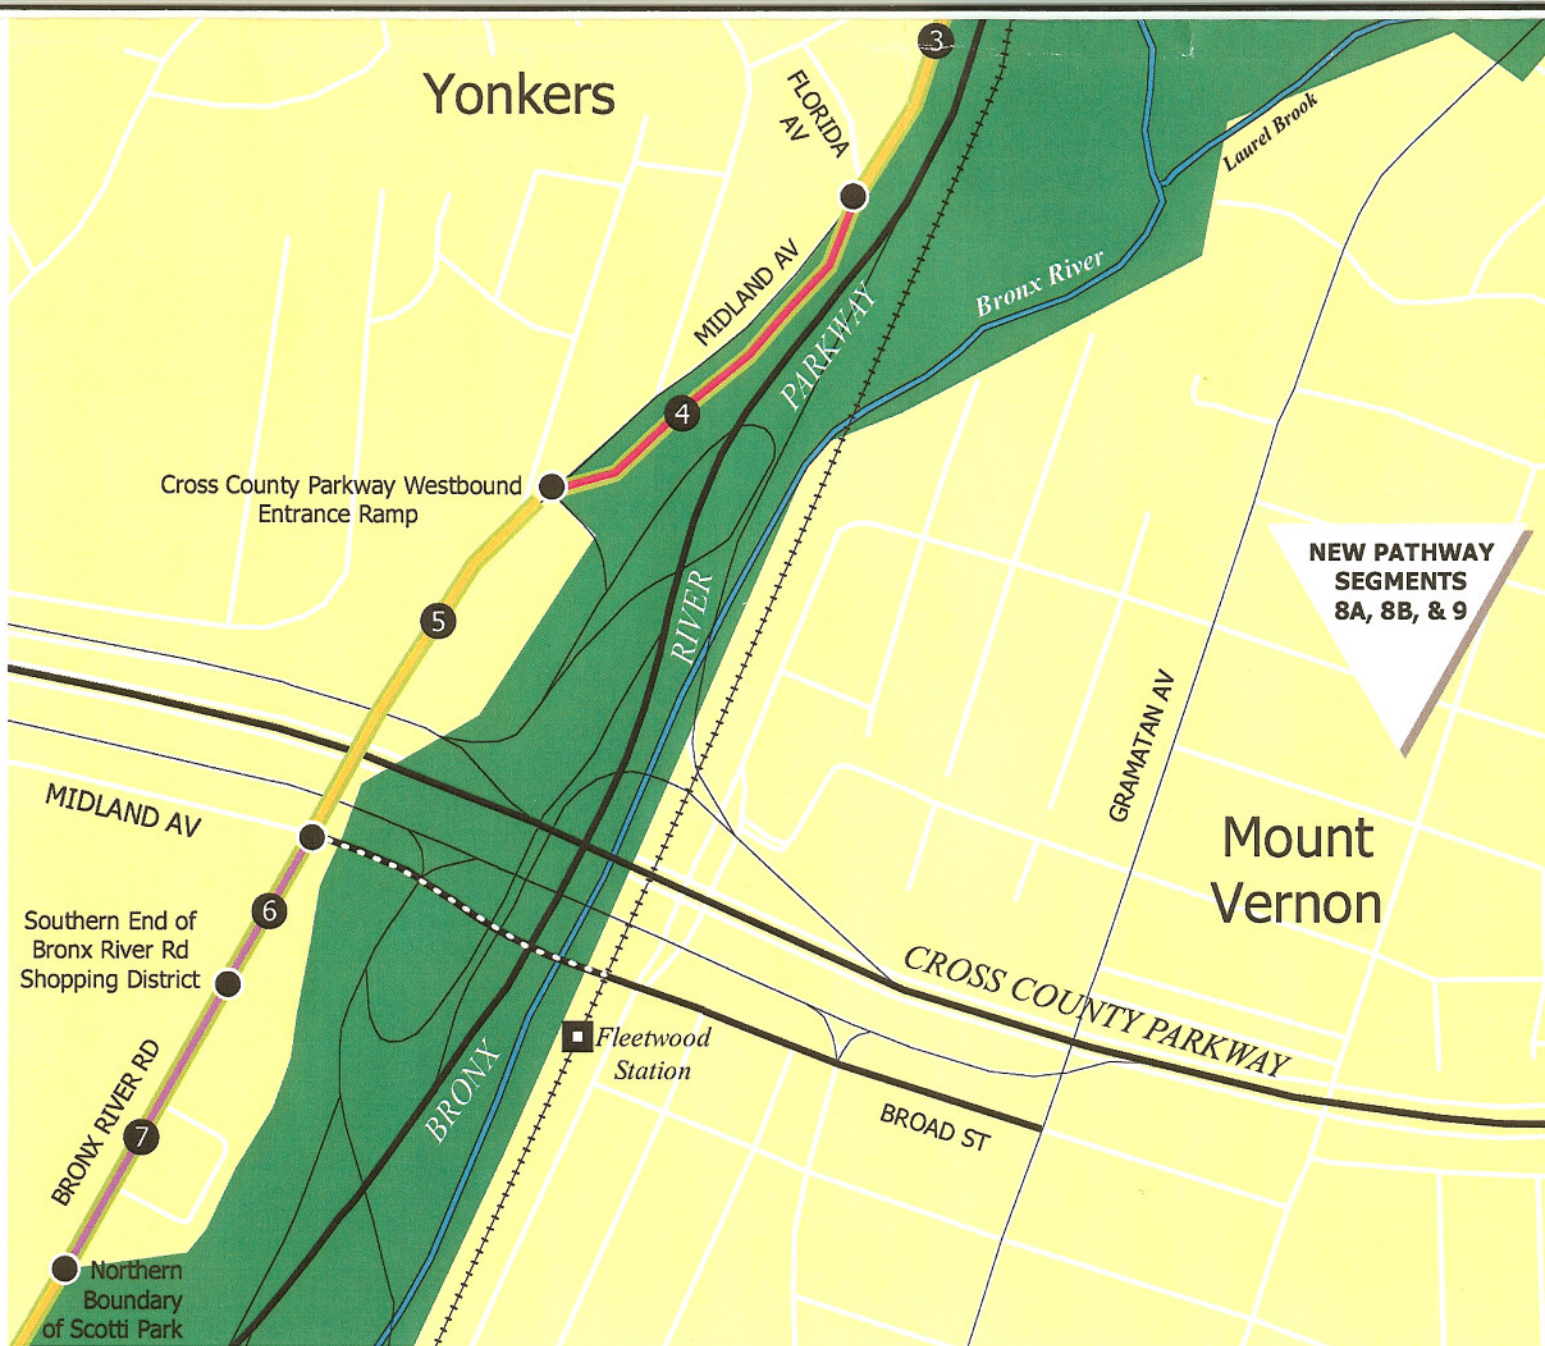 3
Yonkers
FLORIDA
AV
Laurel Brook
MIDLAND AV
Bronx River
PARKWAY
4
Cross County Parkway Westbound
Entrance Ramp
NEW PATHWAY
SEGMENTS
8A, 8B, & 9
5
RIVER
GRAMATAN AV
MIDLAND AV
Mount
Vernon
6
Southern End of
Bronx River Rd
Shopping District
CROSS COUNTY PARKWAY
Fleetwood
Station
BRONX
BROAD ST
BRONX RIVER RD
7
Northern
Boundary
of Scotti Park